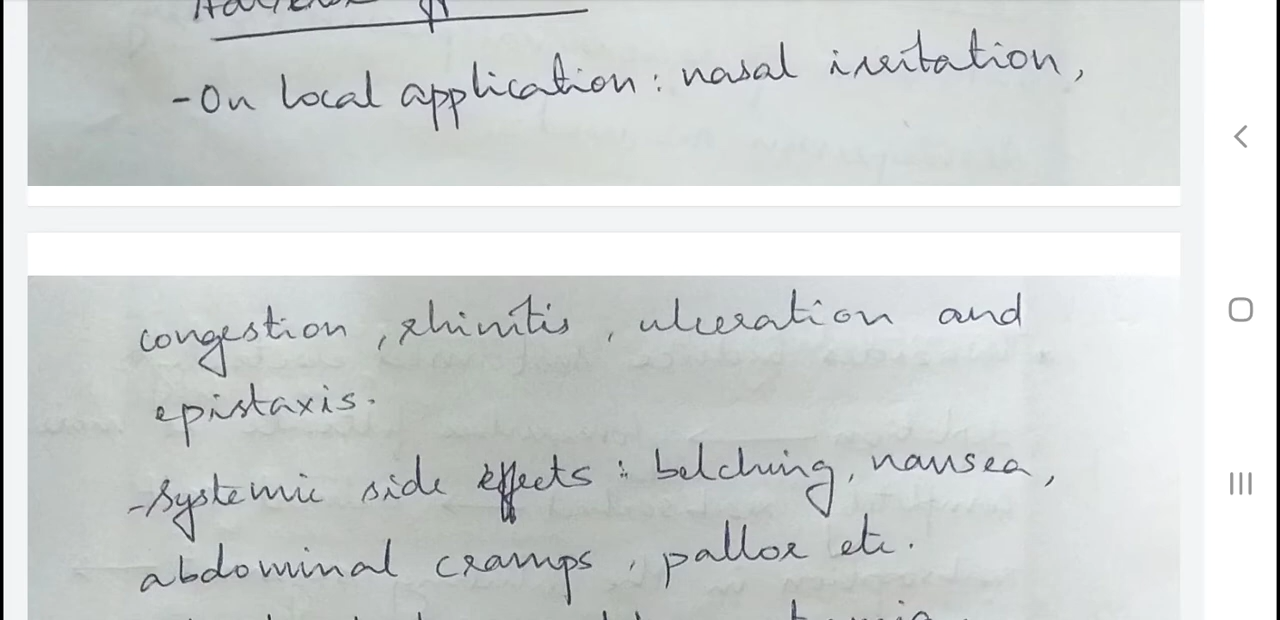 -On local application : nasal irritation,
congestion , rhinitis , ulceration and
epistaxis.
-Systemic side effects : belching, nausea,
abdominal cramps , pallor etc.